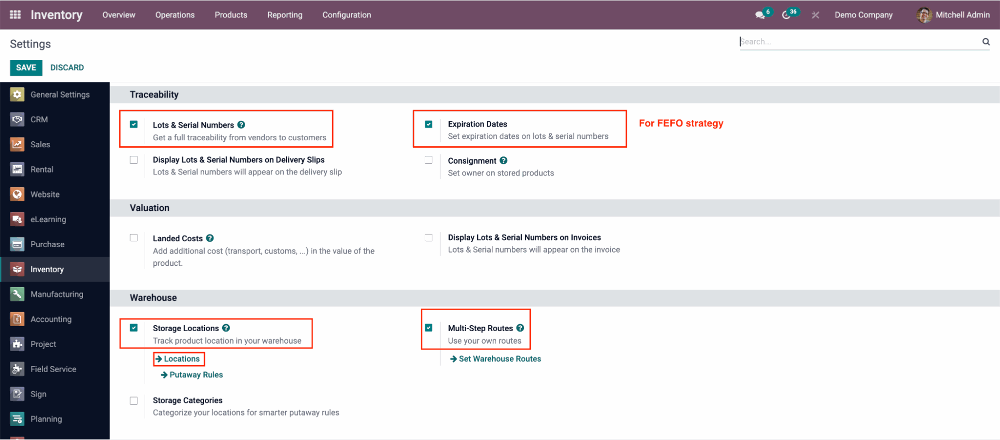 Inventory
Overview
Operations
Products
Reporting
Configuration
6
36
Demo Company
Mitchell Admin
Settings
Search...
SAVE
DISCARD
General Settings
CRM
Sales
Rental
Website
eLearning
Purchase
Inventory
Manufacturing
Accounting
Project
Field Service
Sign
Planning
Traceability
Lots & Serial Numbers ?
Get a full traceability from vendors to customers
Expiration Dates
Set expiration dates on lots & serial numbers
For FEFO strategy
Display Lots & Serial Numbers on Delivery Slips
Lots & Serial numbers will appear on the delivery slip
Consignment ?
Set owner on stored products
Valuation
Landed Costs ?
Add additional cost (transport, customs, ...) in the value of the
product.
Display Lots & Serial Numbers on Invoices
Lots & Serial numbers will appear on the invoice
Warehouse
Storage Locations ?
Track product location in your warehouse
Locations
Putaway Rules
Multi-Step Routes ?
Use your own routes
Set Warehouse Routes
Storage Categories
Categorize your locations for smarter putaway rules